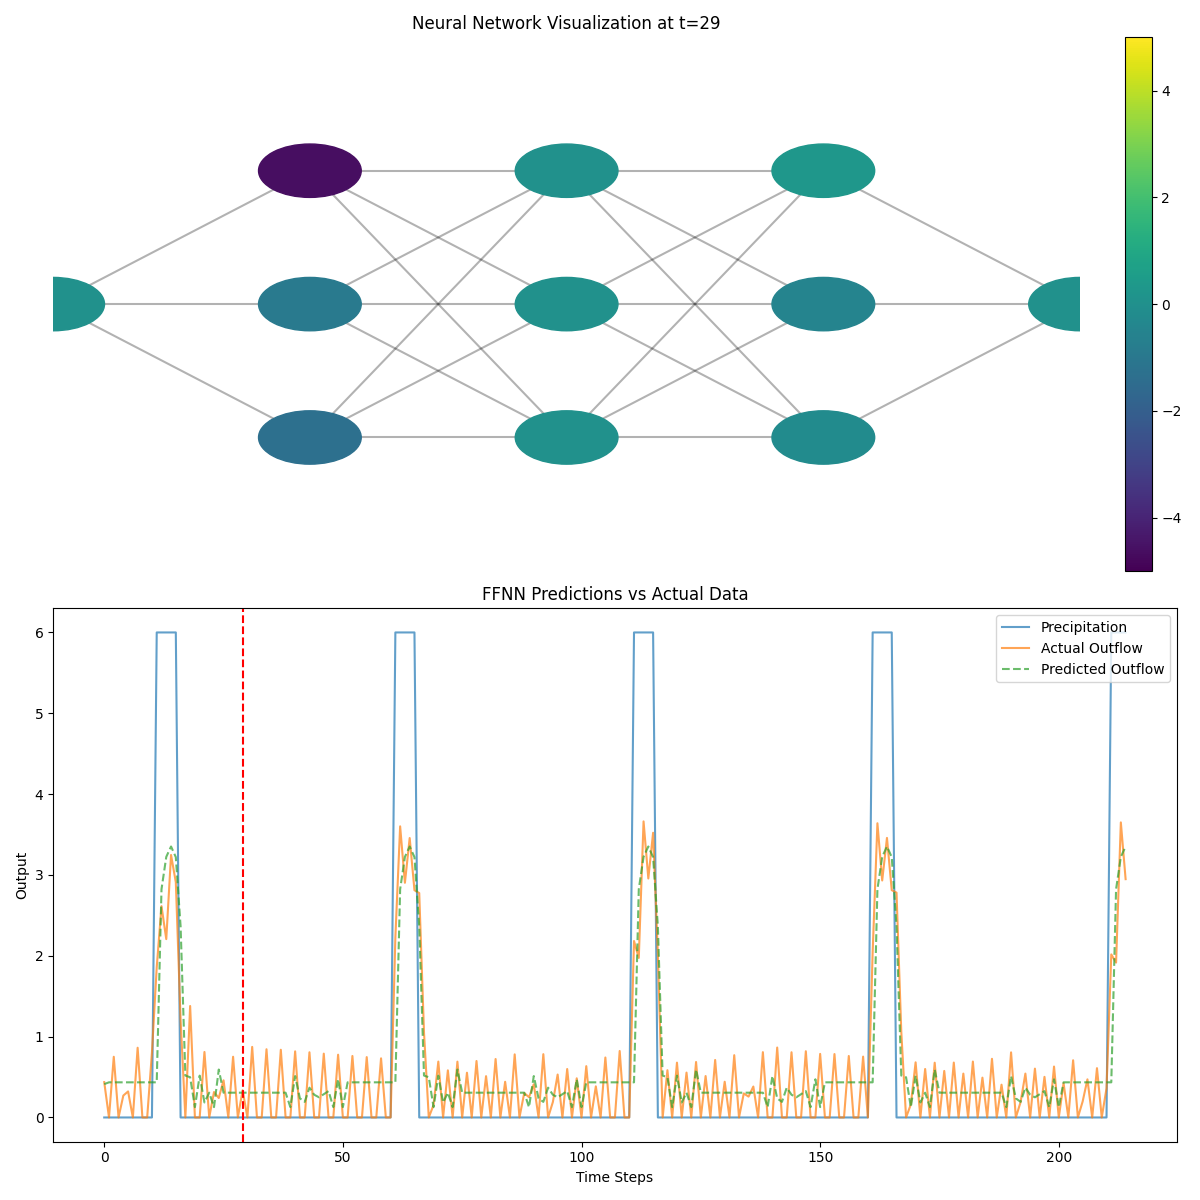 Neural Network Visualization at t=29
4
2
0
−2
−4
FFNN Predictions vs Actual Data
Precipitation
Actual Outflow
Predicted Outflow
Output
6
5
4
3
2
1
0
0 50 100 150 200
Time Steps